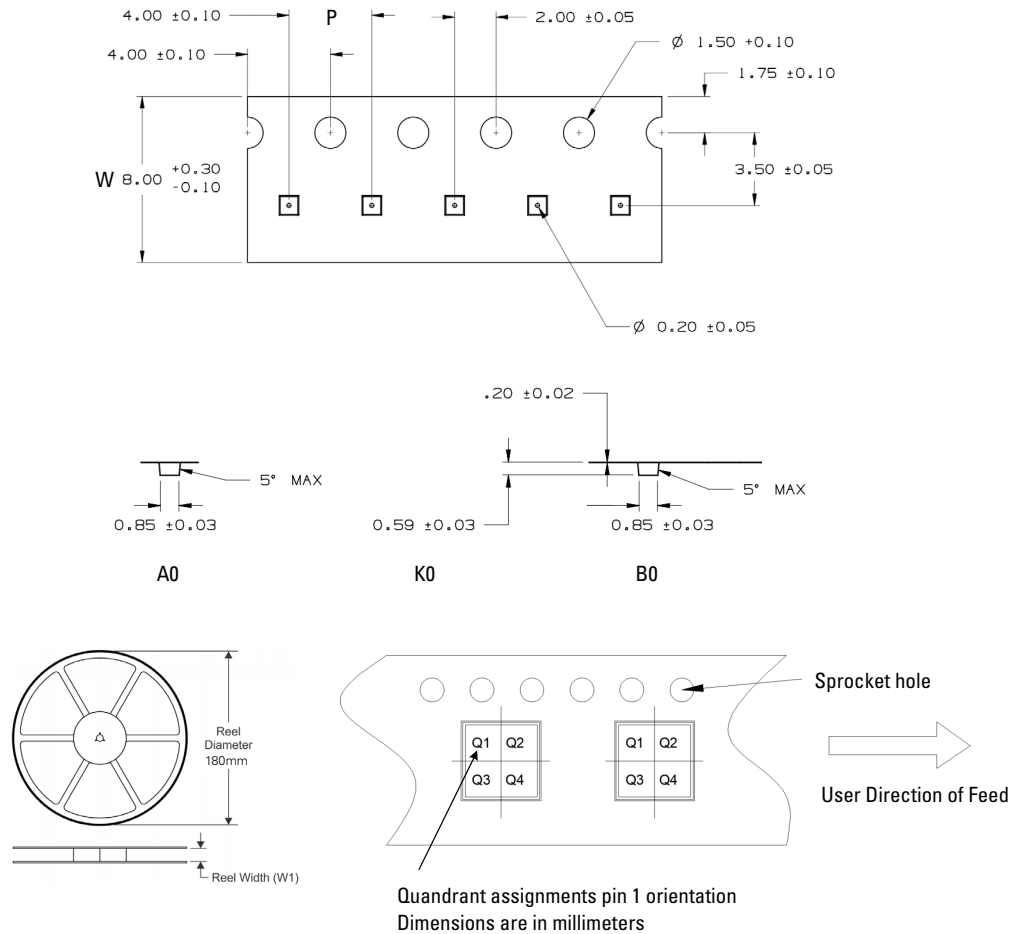 4.00 ±0.10
P
2.00 ±0.05
4.00 ±0.10
Ø 1.50 +0.10
1.75 ±0.10
W 8.00 +0.30 -0.10
3.50 ±0.05
Ø 0.20 ±0.05
.20 ±0.02
5° MAX
5° MAX
0.85 ±0.03
0.59 ±0.03
0.85 ±0.03
A0
K0
B0
Reel
Diameter
180mm
Reel Width (W1)
Sprocket hole
Q1 Q2
Q3 Q4
Q1 Q2
Q3 Q4
User Direction of Feed
Quandrant assignments pin 1 orientation
Dimensions are in millimeters